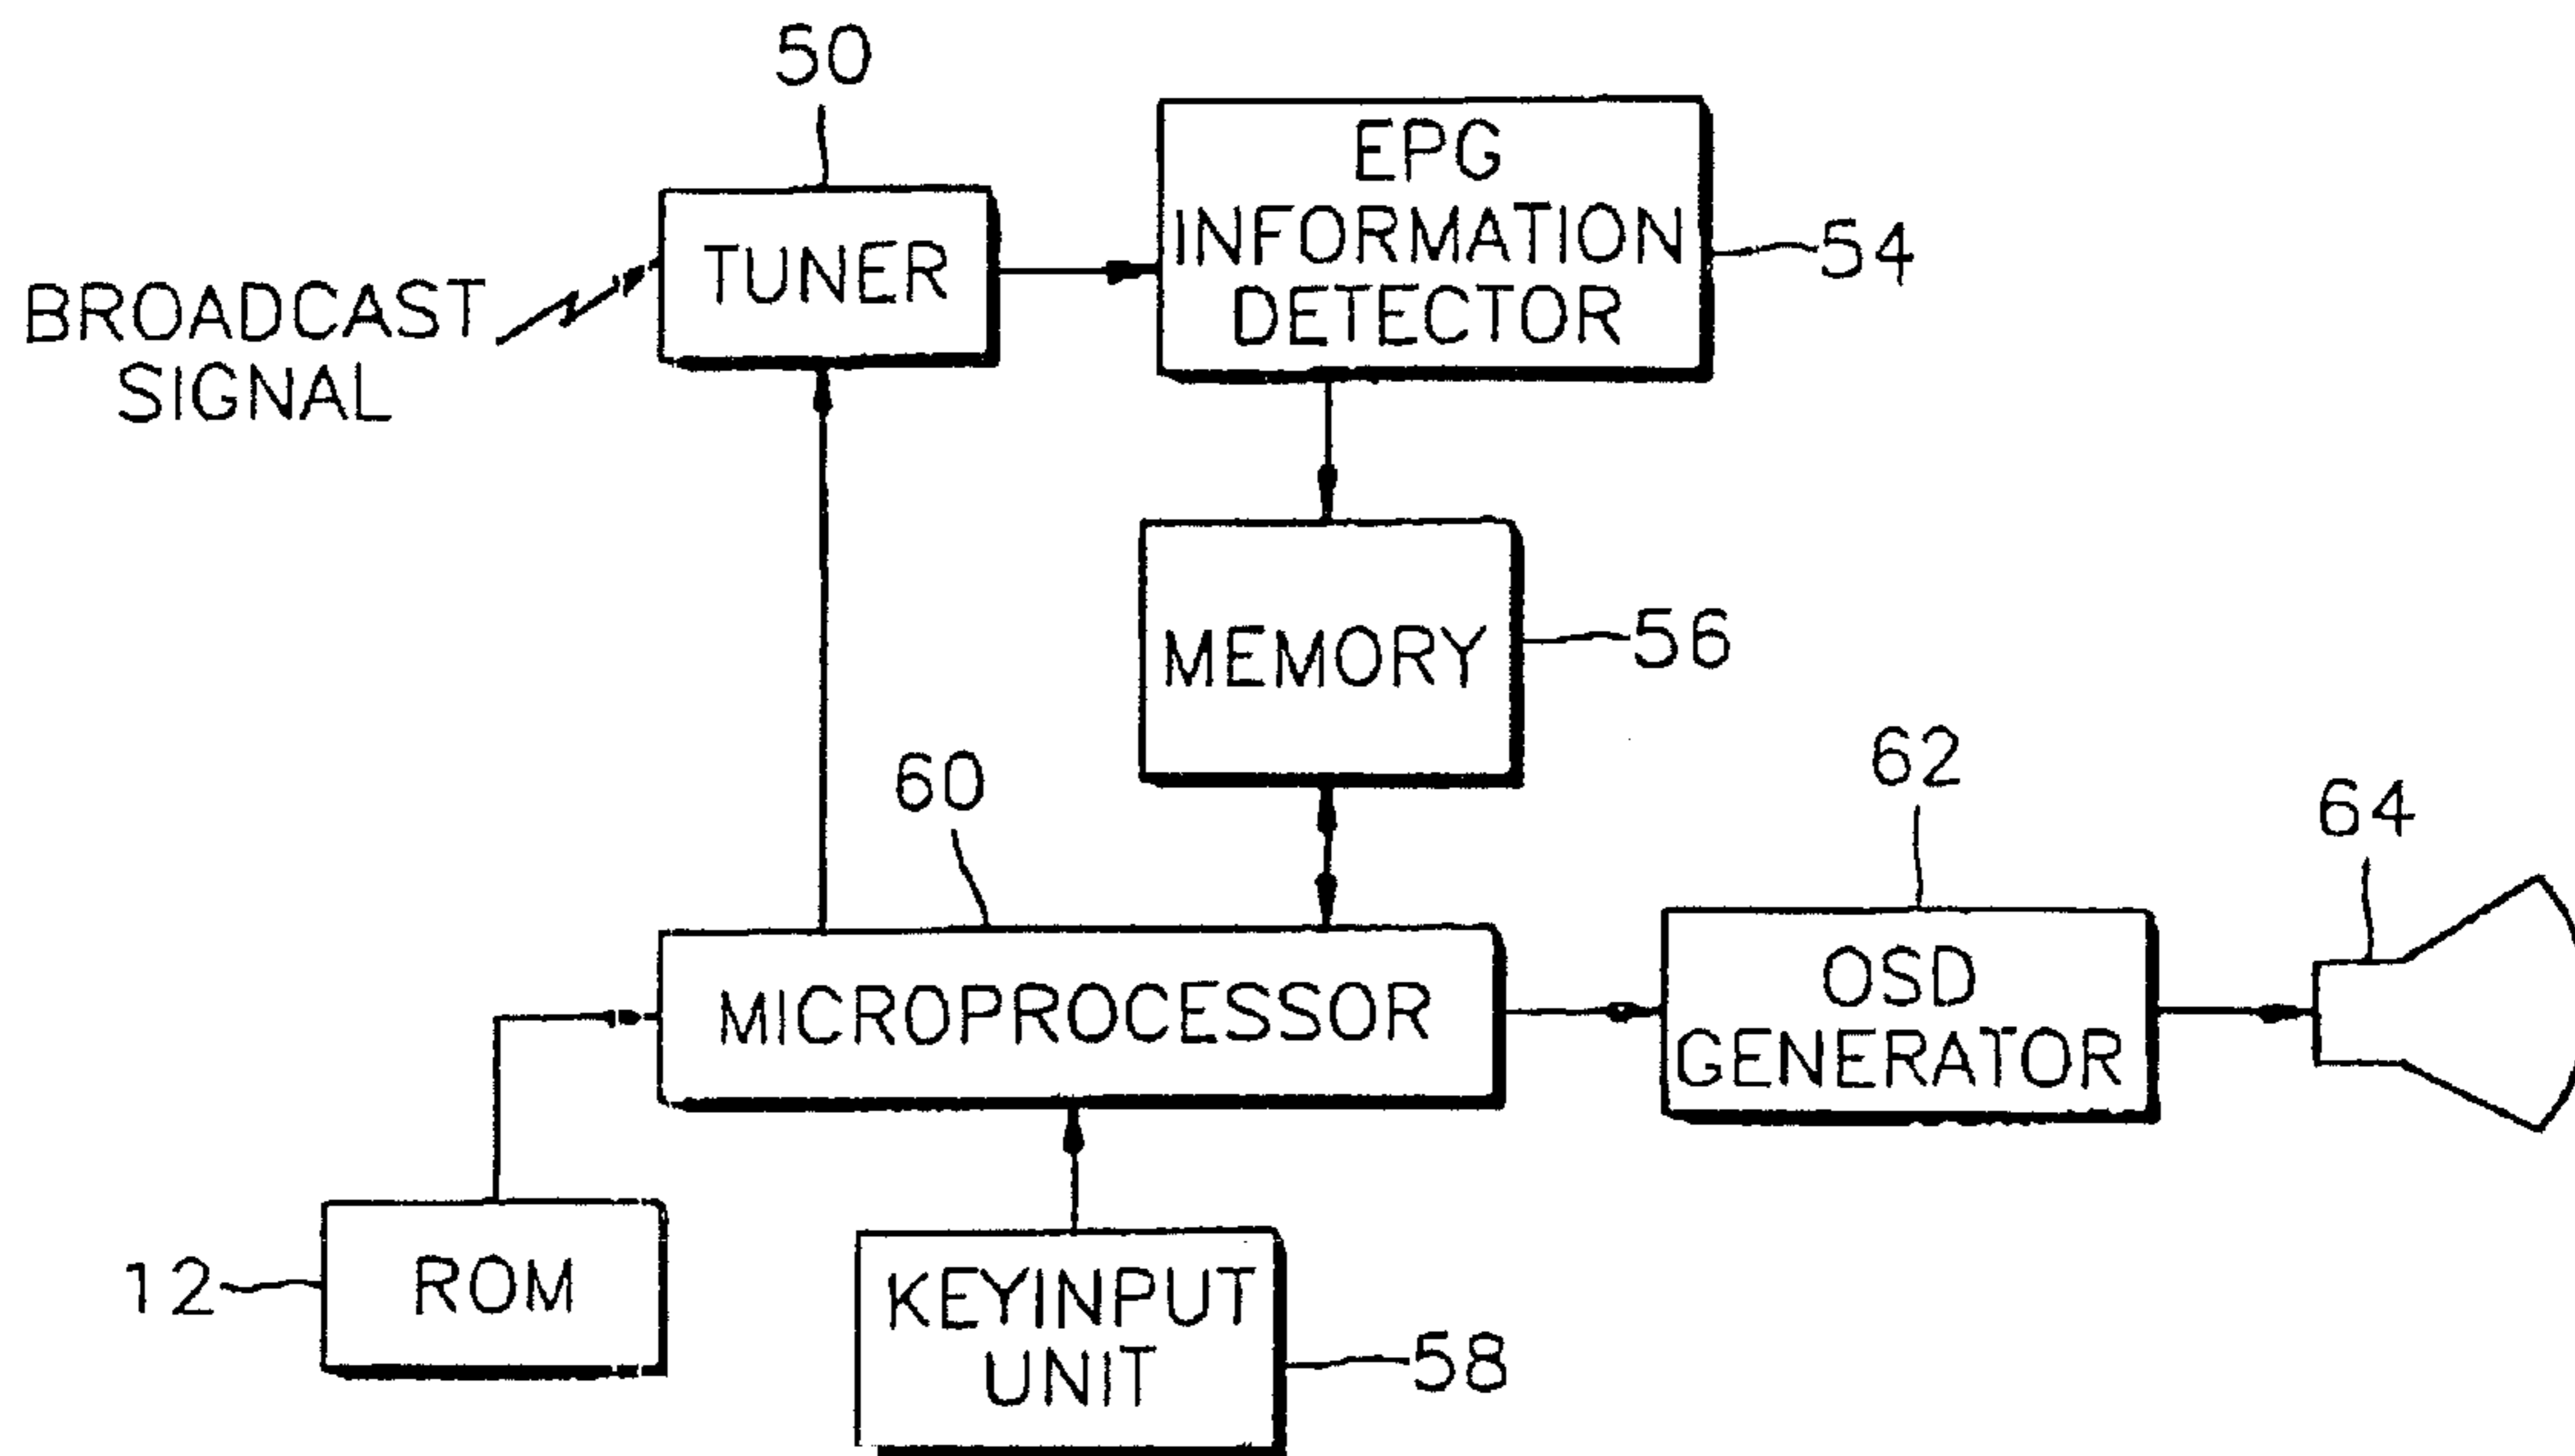 50
EPG
INFORMATION
DETECTOR
54
TUNER
BROADCAST
SIGNAL
MEMORY
56
60
62
64
MICROPROCESSOR
OSD
GENERATOR
12
ROM
KEYINPUT
UNIT
58